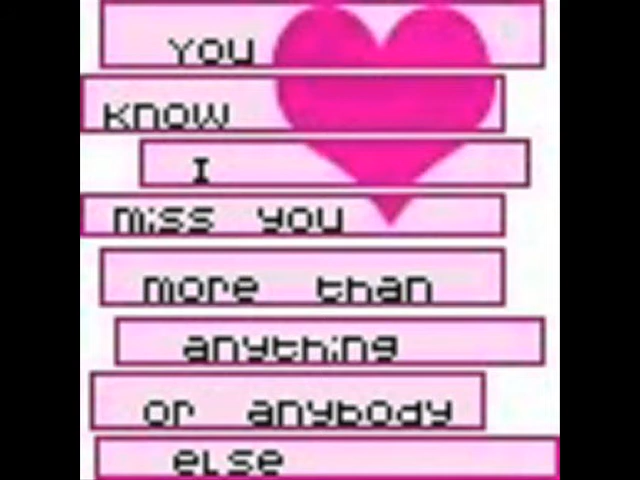 YOU
KNOW
I
miss you
more than
anything
or anybody
else